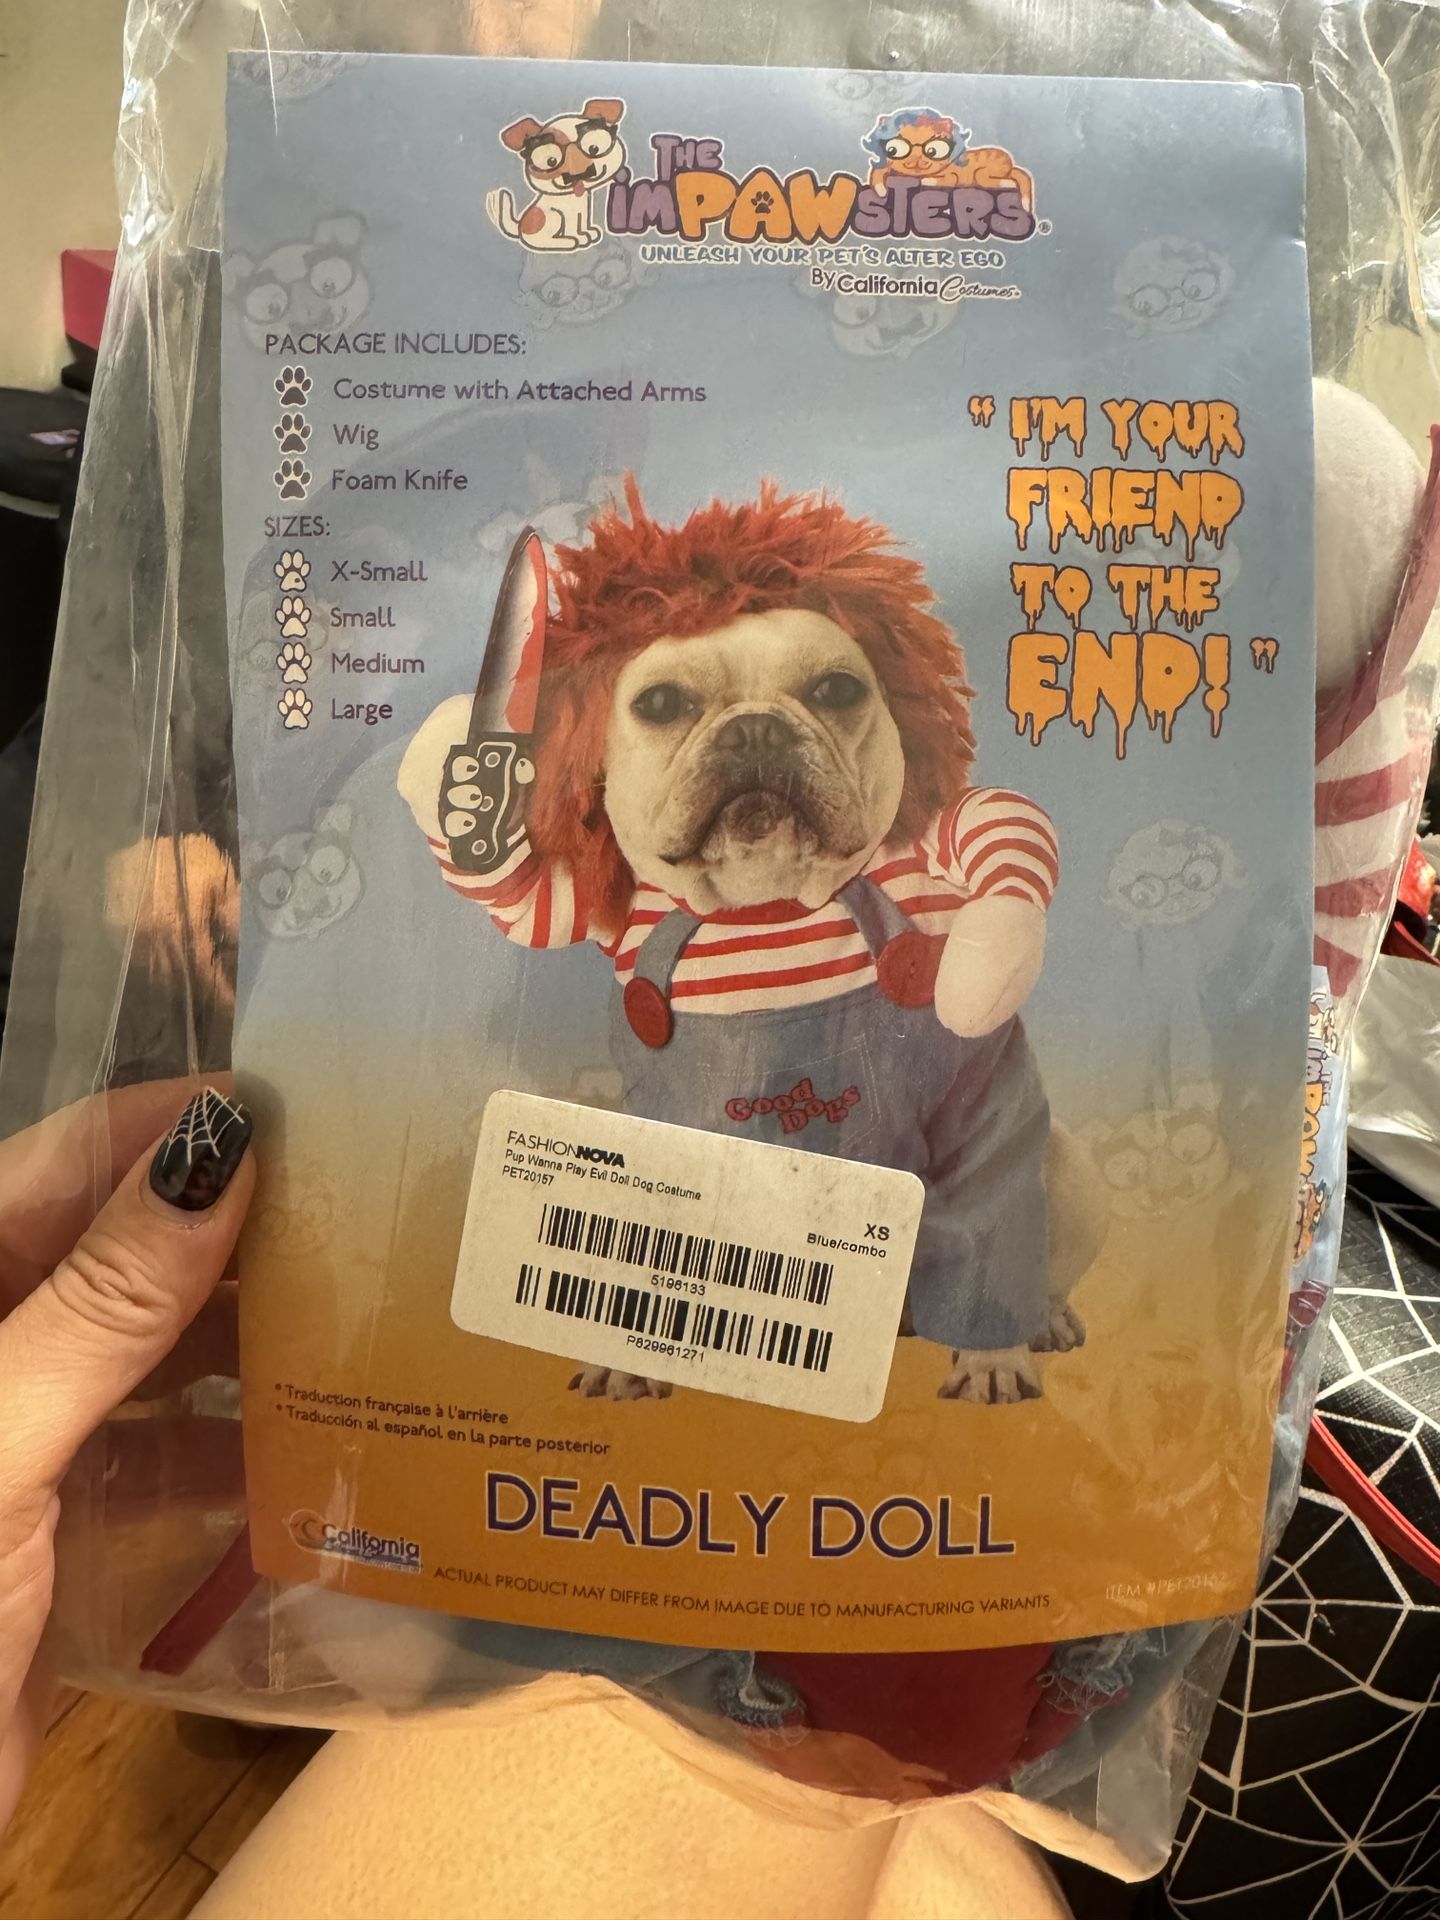 THE
imPAWsTERS®
UNLEASH YOUR PET'S ALTER EGO
By California Costumes
PACKAGE INCLUDES:
Costume with Attached Arms
Wig
Foam Knife
SIZES:
X-Small
Small
Medium
Large
“I'M YOUR
FRIEND
TO THE
END!”
Good
Dogs
FASHIONNOVA
Pup Wanna Play Evil Doll Dog Costume
PET20157
XS
Blue/combo
5196133
P829961271
* Traduction française à l'arrière
* Traducción al español en la parte posterior
DEADLY DOLL
California
ACTUAL PRODUCT MAY DIFFER FROM IMAGE DUE TO MANUFACTURING VARIANTS
ITEM #PET20157